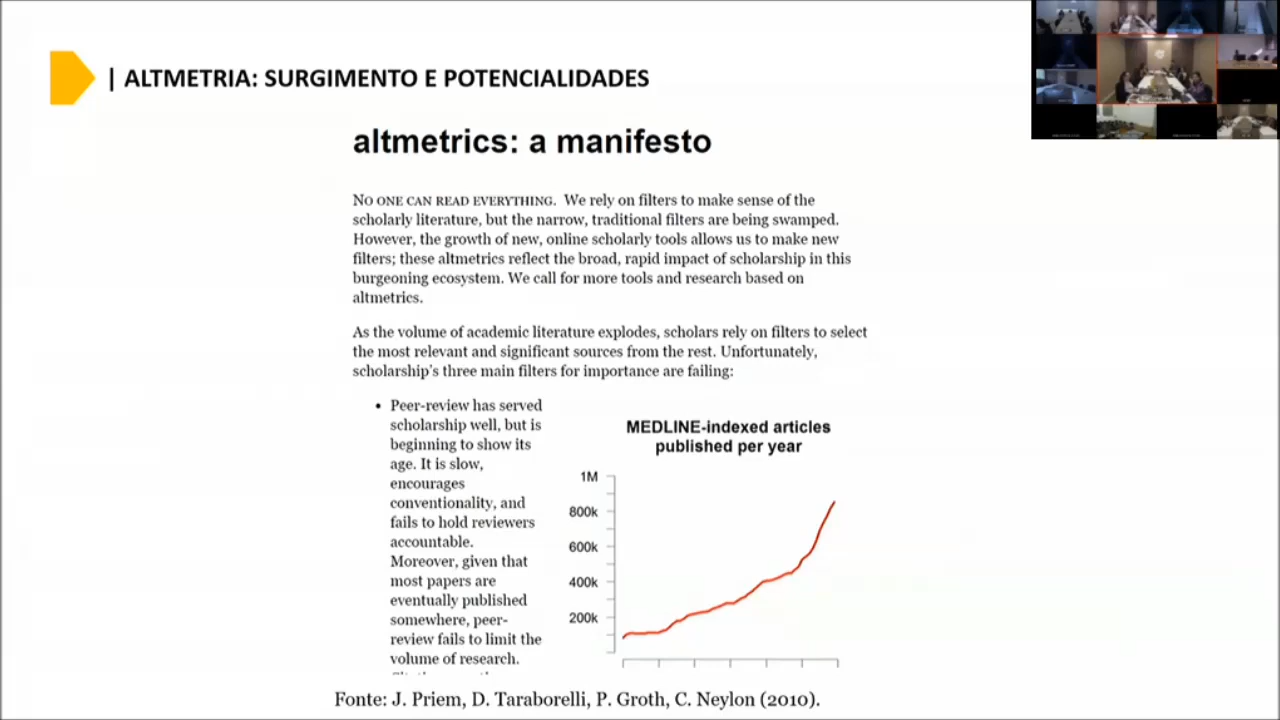 | ALTMETRIA: SURGIMENTO E POTENCIALIDADES
altmetrics: a manifesto
NO ONE CAN READ EVERYTHING. We rely on filters to make sense of the
scholarly literature, but the narrow, traditional filters are being swamped.
However, the growth of new, online scholarly tools allows us to make new
filters; these altmetrics reflect the broad, rapid impact of scholarship in this
burgeoning ecosystem. We call for more tools and research based on
altmetrics.
As the volume of academic literature explodes, scholars rely on filters to select
the most relevant and significant sources from the rest. Unfortunately,
scholarship's three main filters for importance are failing:
• Peer-review has served
scholarship well, but is
beginning to show its
age. It is slow,
encourages
conventionality, and
fails to hold reviewers
accountable.
Moreover, given that
most papers are
eventually published
somewhere, peer-
review fails to limit the
volume of research.
MEDLINE-indexed articles
published per year
1M
800k
600k
400k
200k
Fonte: J. Priem, D. Taraborelli, P. Groth, C. Neylon (2010).